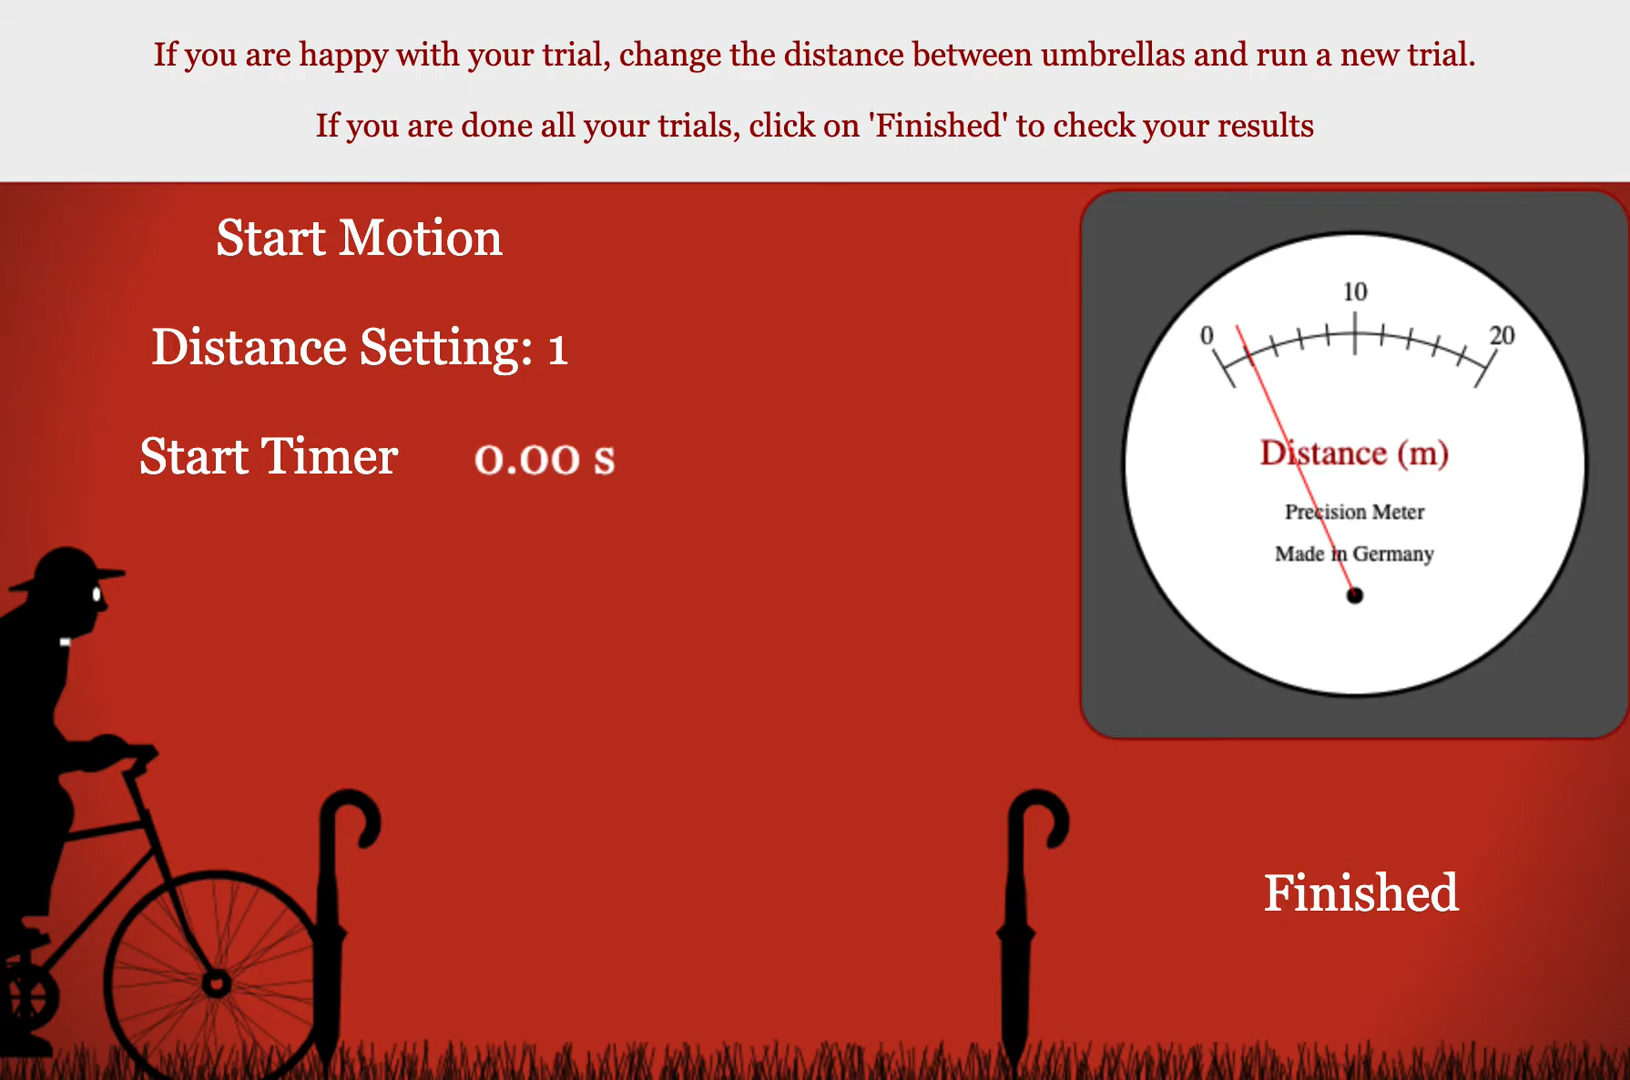 If you are happy with your trial, change the distance between umbrellas and run a new trial.
If you are done all your trials, click on 'Finished' to check your results
Start Motion
Distance Setting: 1
Start Timer 0.00 s
10
0 20
Distance (m)
Precision Meter
Made in Germany
Finished